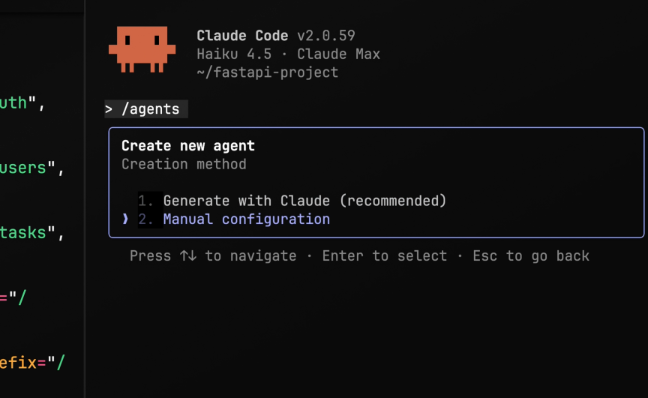 Claude Code v2.0.59
Haiku 4.5 · Claude Max
~/fastapi-project
> /agents
Create new agent
Creation method
1. Generate with Claude (recommended)
❯ 2. Manual configuration
Press ↑↓ to navigate · Enter to select · Esc to go back
uth",
users",
tasks",
="/
efix="/